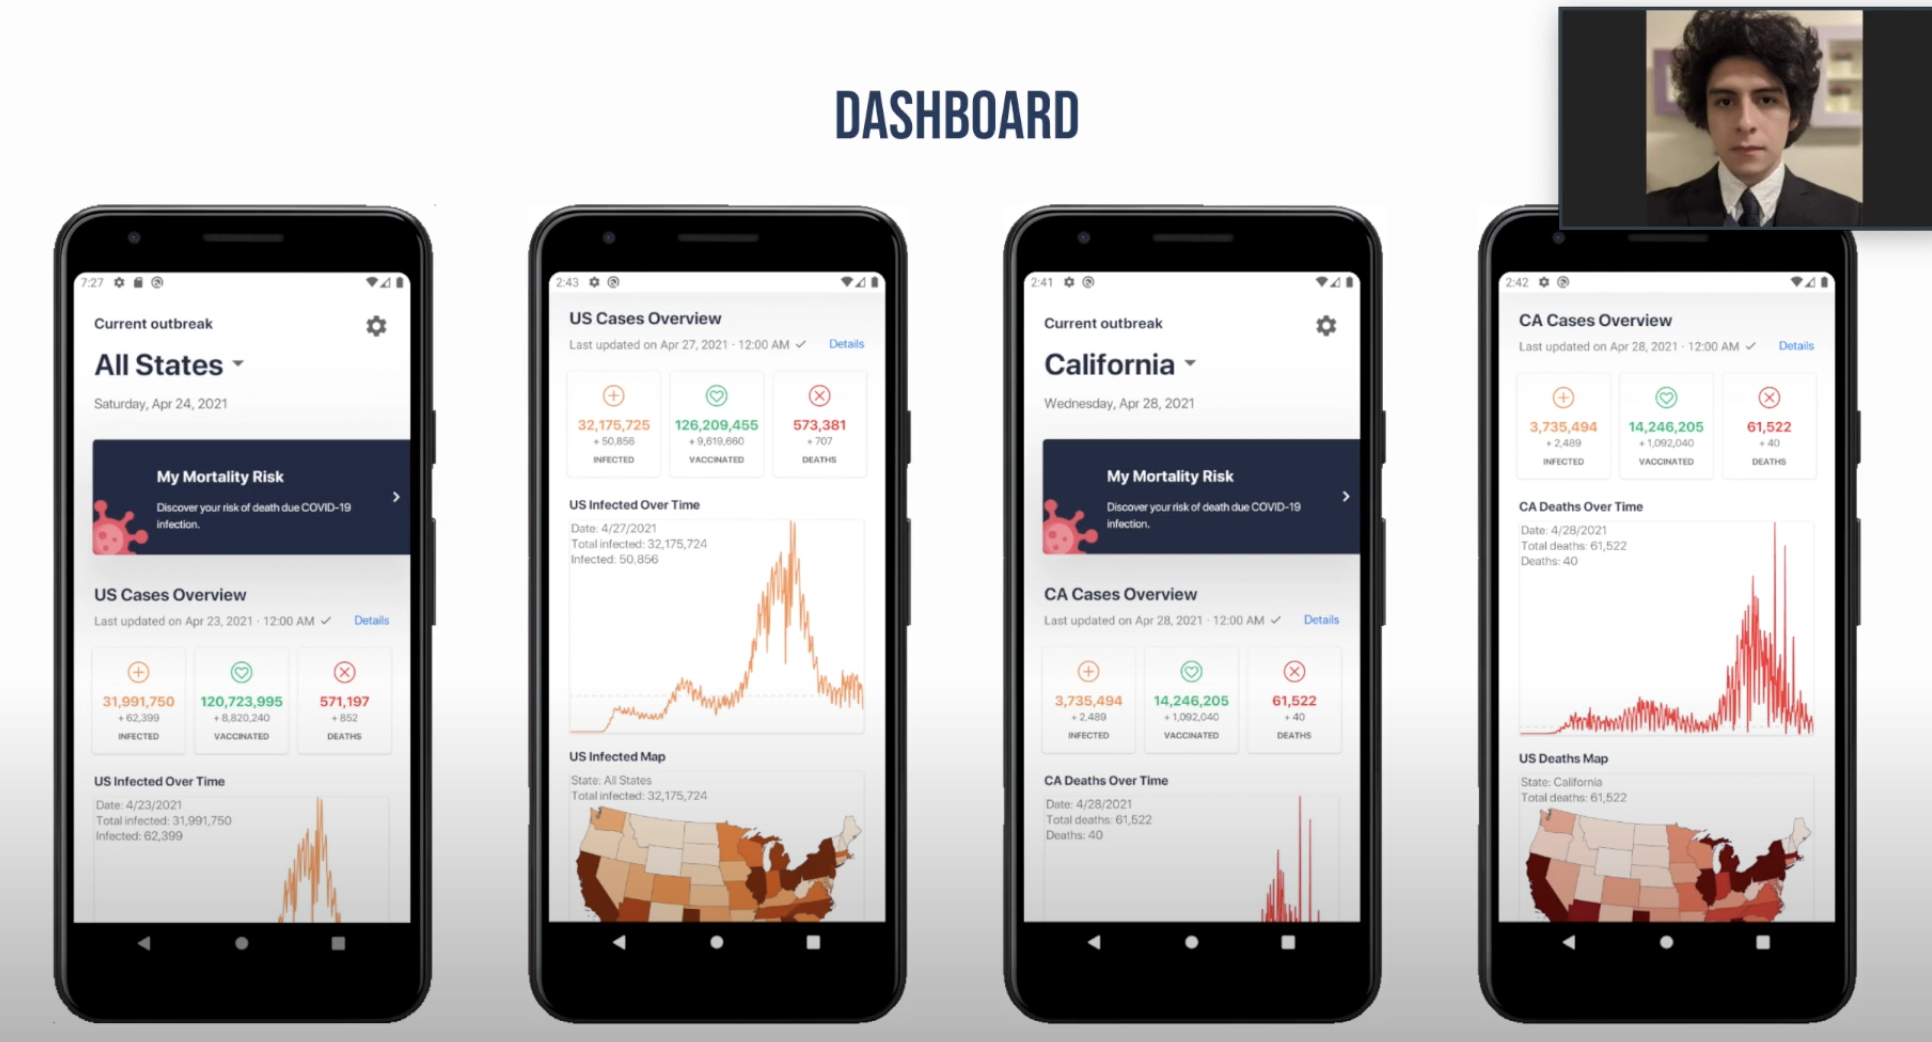 DASHBOARD
7:27
Current outbreak
All States
Saturday, Apr 24, 2021
My Mortality Risk
Discover your risk of death due COVID-19
infection.
US Cases Overview
Last updated on Apr 23, 2021 · 12:00 AM ✓ Details
31,991,750 120,723,995 571,197
+ 62,399 + 8,820,240 + 852
INFECTED VACCINATED DEATHS
US Infected Over Time
Date: 4/23/2021
Total infected: 31,991,750
Infected: 62,399
2:43
US Cases Overview
Last updated on Apr 27, 2021 · 12:00 AM ✓ Details
32,175,725 126,209,455 573,381
+ 50,856 + 9,619,660 + 707
INFECTED VACCINATED DEATHS
US Infected Over Time
Date: 4/27/2021
Total infected: 32,175,724
Infected: 50,856
US Infected Map
State: All States
Total infected: 32,175,724
2:41
Current outbreak
California
Wednesday, Apr 28, 2021
My Mortality Risk
Discover your risk of death due COVID-19
infection.
CA Cases Overview
Last updated on Apr 28, 2021 · 12:00 AM ✓ Details
3,735,494 14,246,205 61,522
+ 2,489 + 1,092,040 + 40
INFECTED VACCINATED DEATHS
CA Deaths Over Time
Date: 4/28/2021
Total deaths: 61,522
Deaths: 40
2:42
CA Cases Overview
Last updated on Apr 28, 2021 · 12:00 AM ✓ Details
3,735,494 14,246,205 61,522
+ 2,489 + 1,092,040 + 40
INFECTED VACCINATED DEATHS
CA Deaths Over Time
Date: 4/28/2021
Total deaths: 61,522
Deaths: 40
US Deaths Map
State: California
Total deaths: 61,522